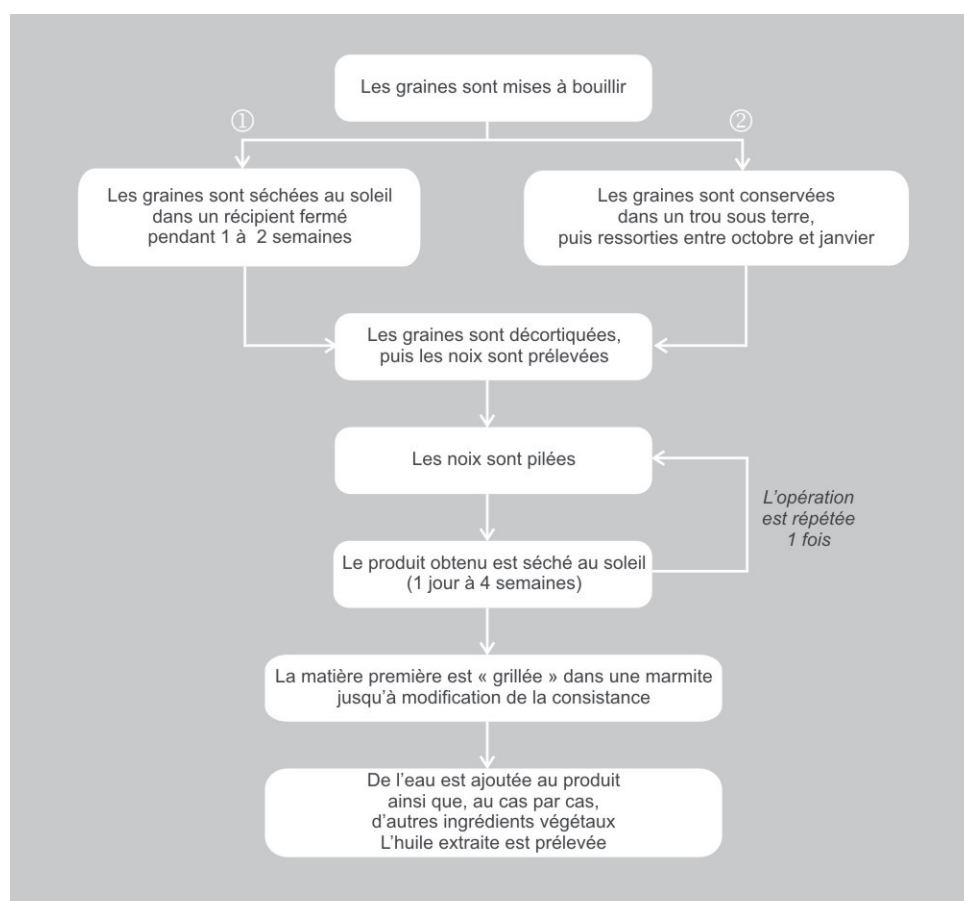 Les graines sont mises à bouillir
①
②
Les graines sont séchées au soleil
dans un récipient fermé
pendant 1 à 2 semaines
Les graines sont conservées
dans un trou sous terre,
puis ressorties entre octobre et janvier
Les graines sont décortiquées,
puis les noix sont prélevées
Les noix sont pilées
L’opération
est répétée
1 fois
Le produit obtenu est séché au soleil
(1 jour à 4 semaines)
La matière première est « grillée » dans une marmite
jusqu’à modification de la consistance
De l’eau est ajoutée au produit
ainsi que, au cas par cas,
d’autres ingrédients végétaux
L’huile extraite est prélevée